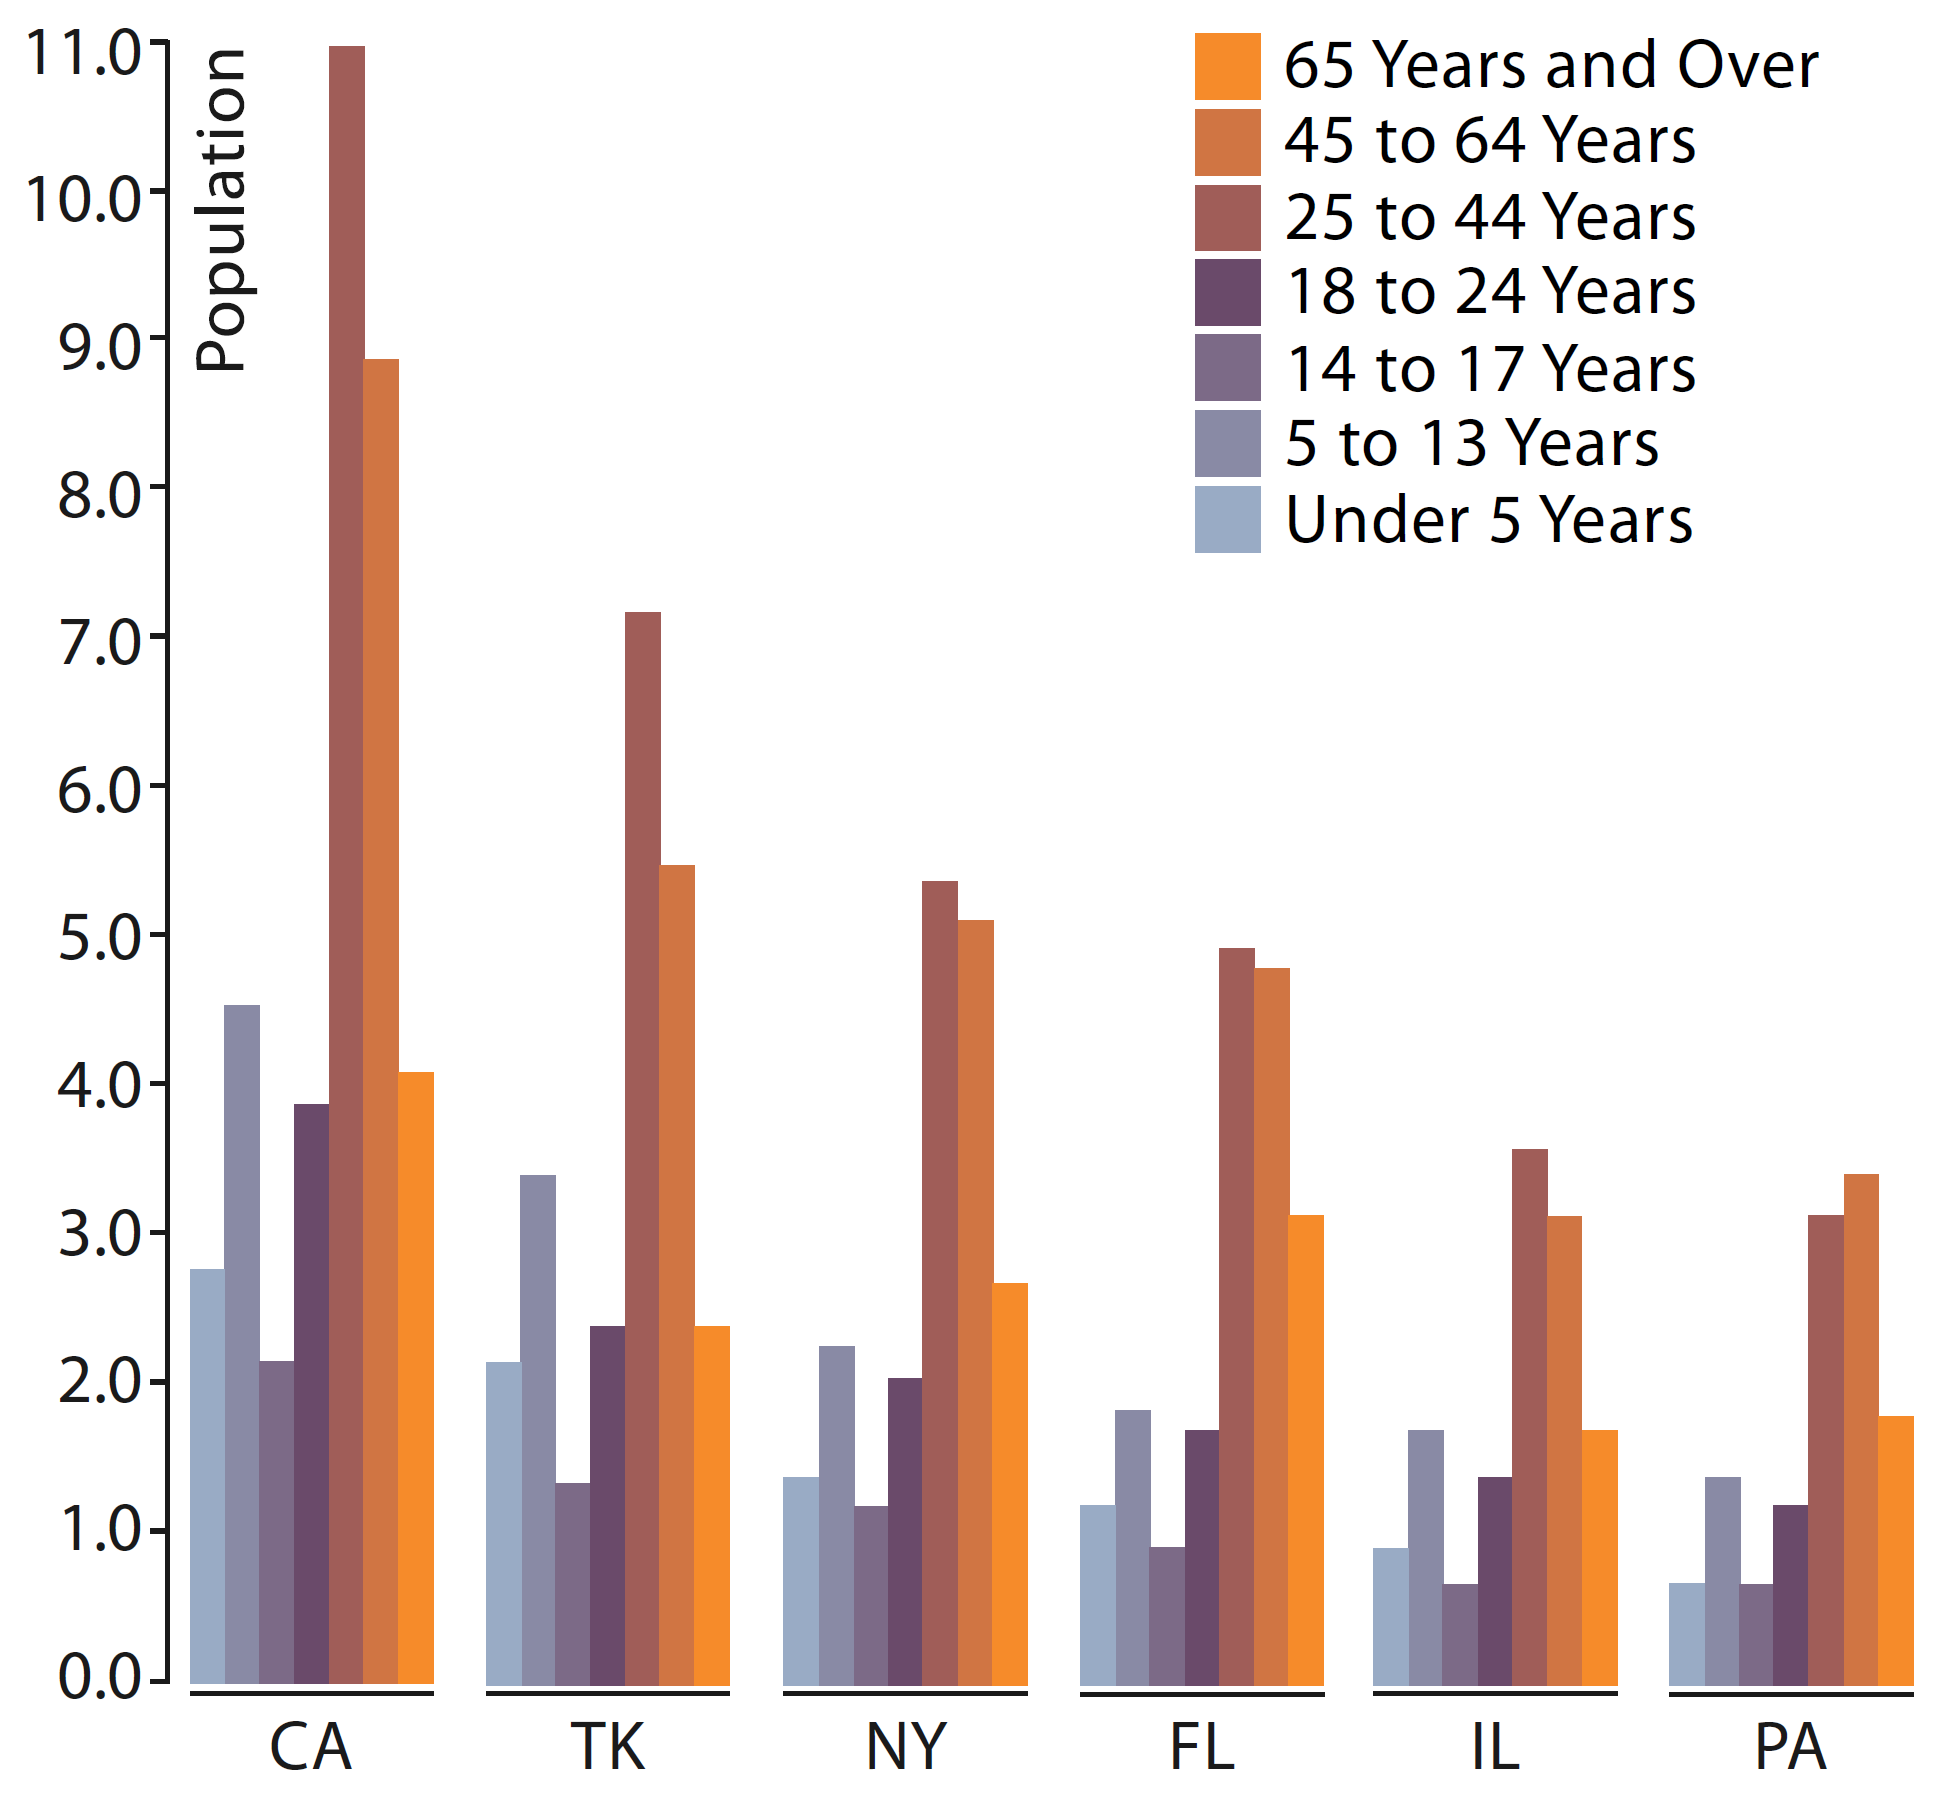 11.0
10.0
9.0
8.0
7.0
6.0
5.0
4.0
3.0
2.0
1.0
0.0
Population
65 Years and Over
45 to 64 Years
25 to 44 Years
18 to 24 Years
14 to 17 Years
5 to 13 Years
Under 5 Years
CA TK NY FL IL PA